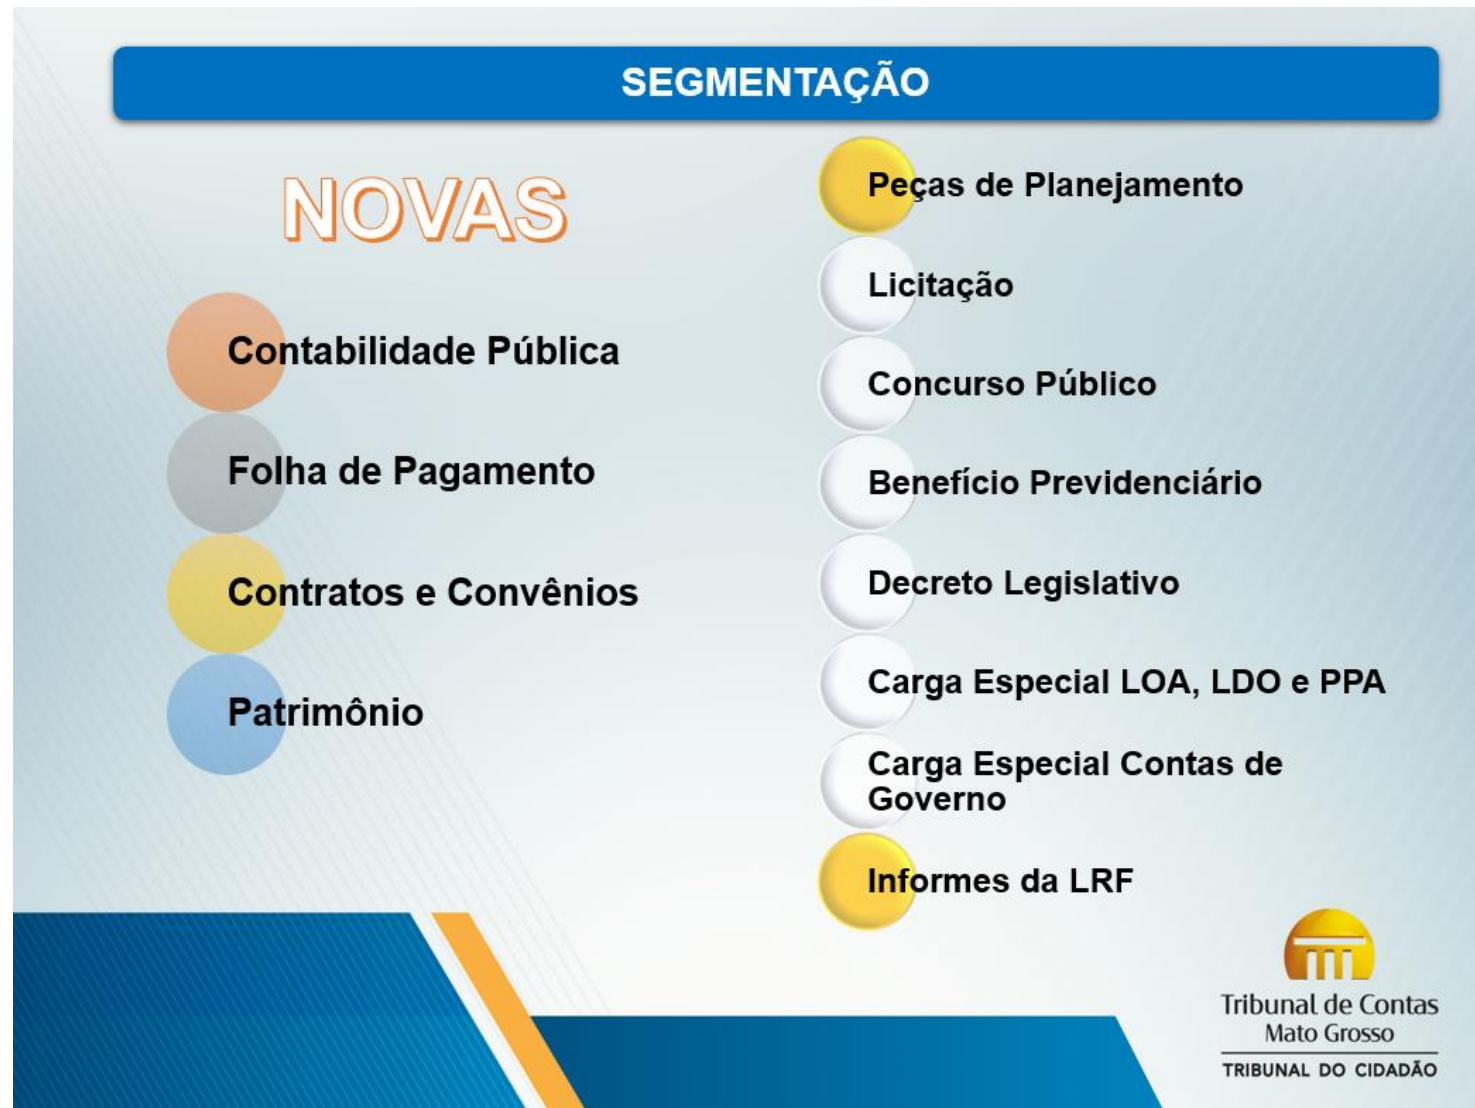 SEGMENTAÇÃO
NOVAS
Contabilidade Pública
Folha de Pagamento
Contratos e Convênios
Patrimônio
Peças de Planejamento
Licitação
Concurso Público
Benefício Previdenciário
Decreto Legislativo
Carga Especial LOA, LDO e PPA
Carga Especial Contas de
Governo
Informes da LRF
Tribunal de Contas
Mato Grosso
TRIBUNAL DO CIDADÃO